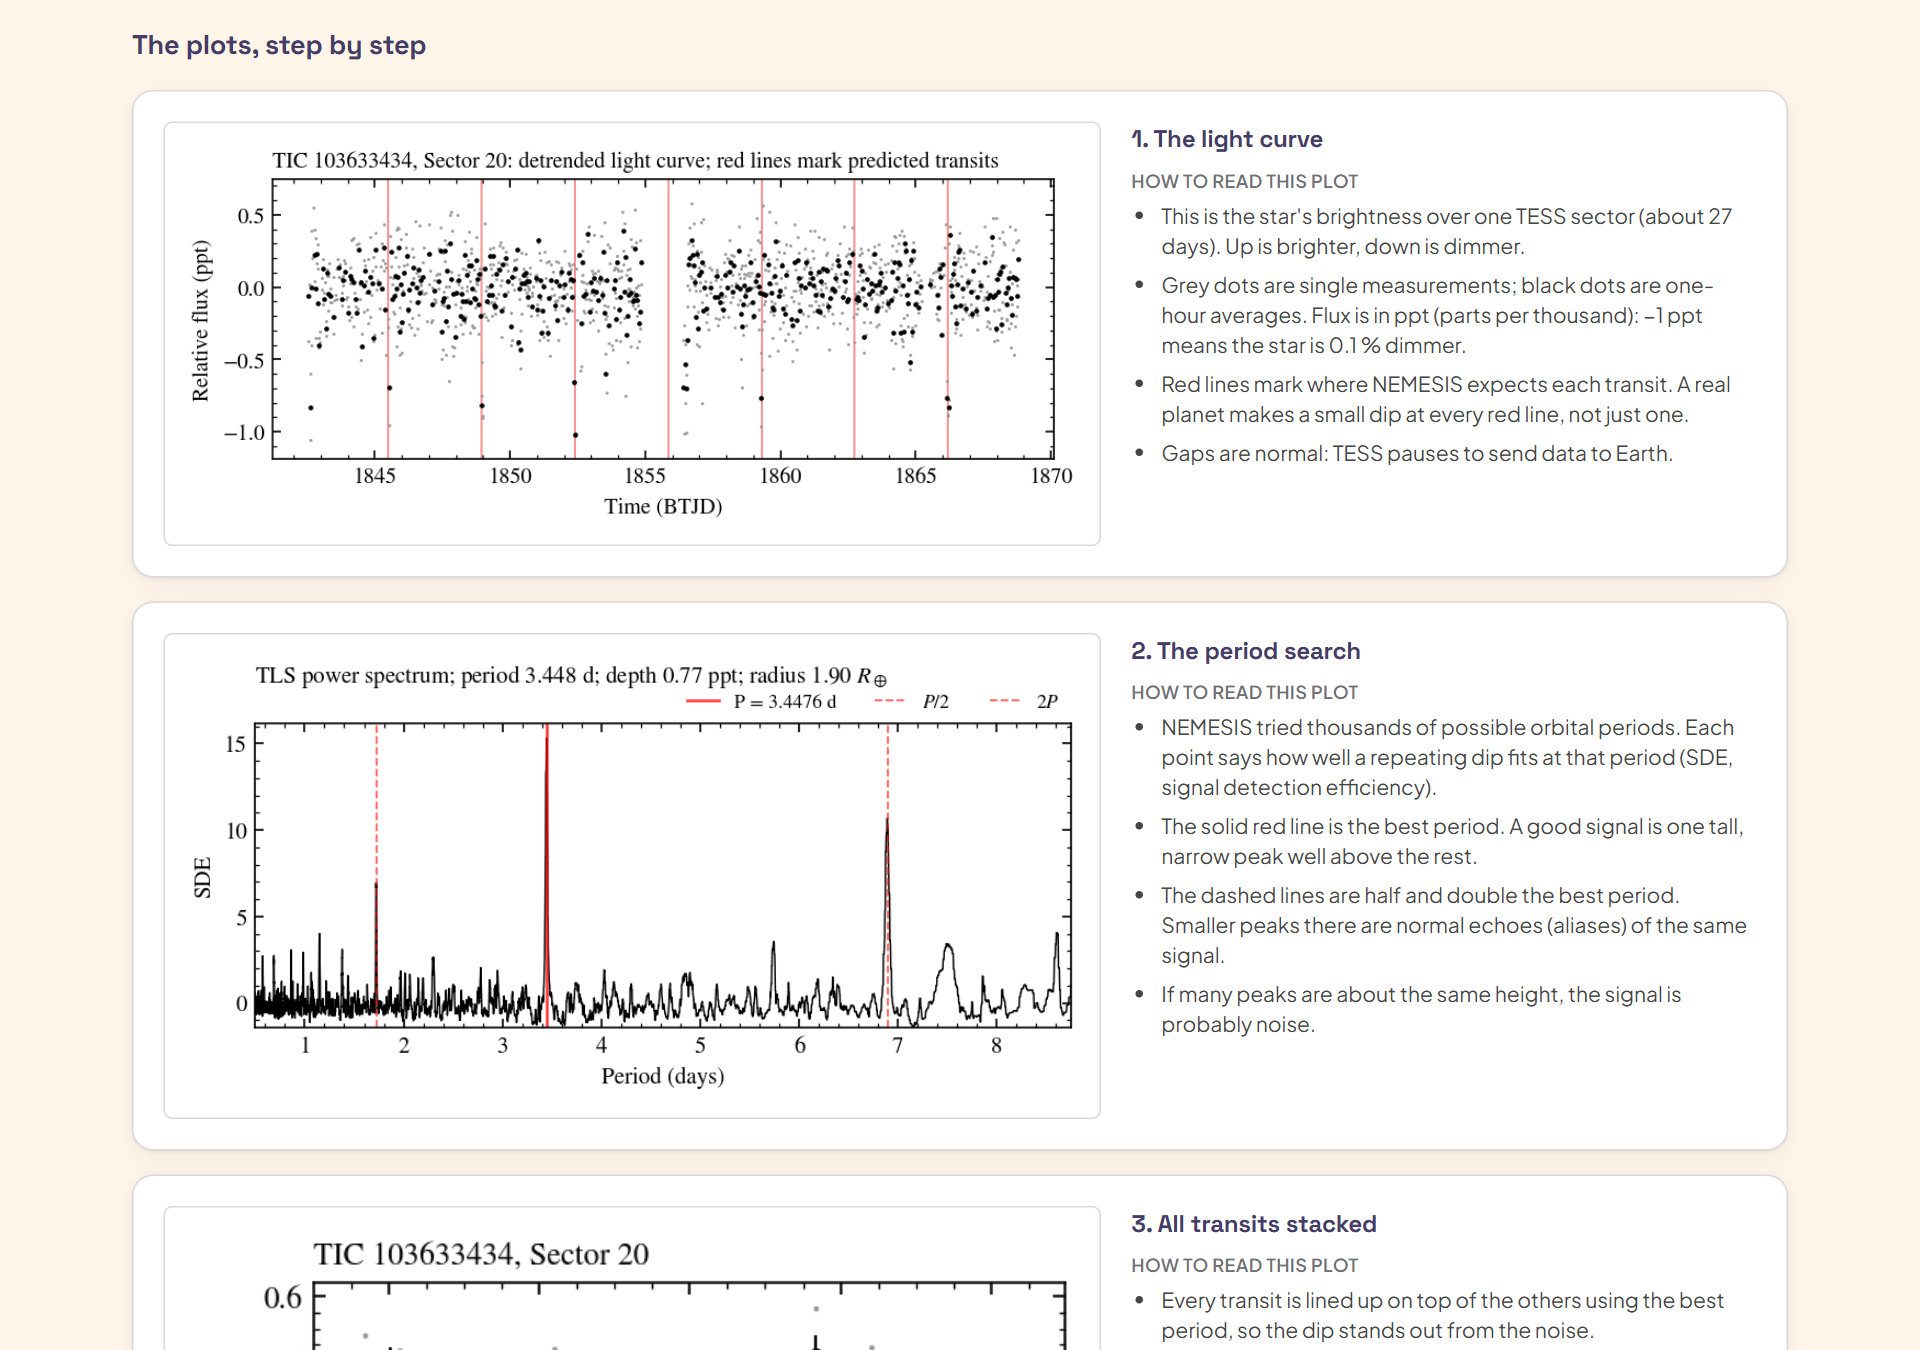 The plots, step by step
TIC 103633434, Sector 20: detrended light curve; red lines mark predicted transits
0.5
0.0
−0.5
−1.0
Relative flux (ppt)
1845 1850 1855 1860 1865 1870
Time (BTJD)
1. The light curve
HOW TO READ THIS PLOT
• This is the star's brightness over one TESS sector (about 27
days). Up is brighter, down is dimmer.
• Grey dots are single measurements; black dots are one-
hour averages. Flux is in ppt (parts per thousand): −1 ppt
means the star is 0.1 % dimmer.
• Red lines mark where NEMESIS expects each transit. A real
planet makes a small dip at every red line, not just one.
• Gaps are normal: TESS pauses to send data to Earth.
TLS power spectrum; period 3.448 d; depth 0.77 ppt; radius 1.90 R⊕
P = 3.4476 d P/2 2P
15
10
5
0
SDE
1 2 3 4 5 6 7 8
Period (days)
2. The period search
HOW TO READ THIS PLOT
• NEMESIS tried thousands of possible orbital periods. Each
point says how well a repeating dip fits at that period (SDE,
signal detection efficiency).
• The solid red line is the best period. A good signal is one tall,
narrow peak well above the rest.
• The dashed lines are half and double the best period.
Smaller peaks there are normal echoes (aliases) of the same
signal.
• If many peaks are about the same height, the signal is
probably noise.
TIC 103633434, Sector 20
0.6
3. All transits stacked
HOW TO READ THIS PLOT
• Every transit is lined up on top of the others using the best
period, so the dip stands out from the noise.